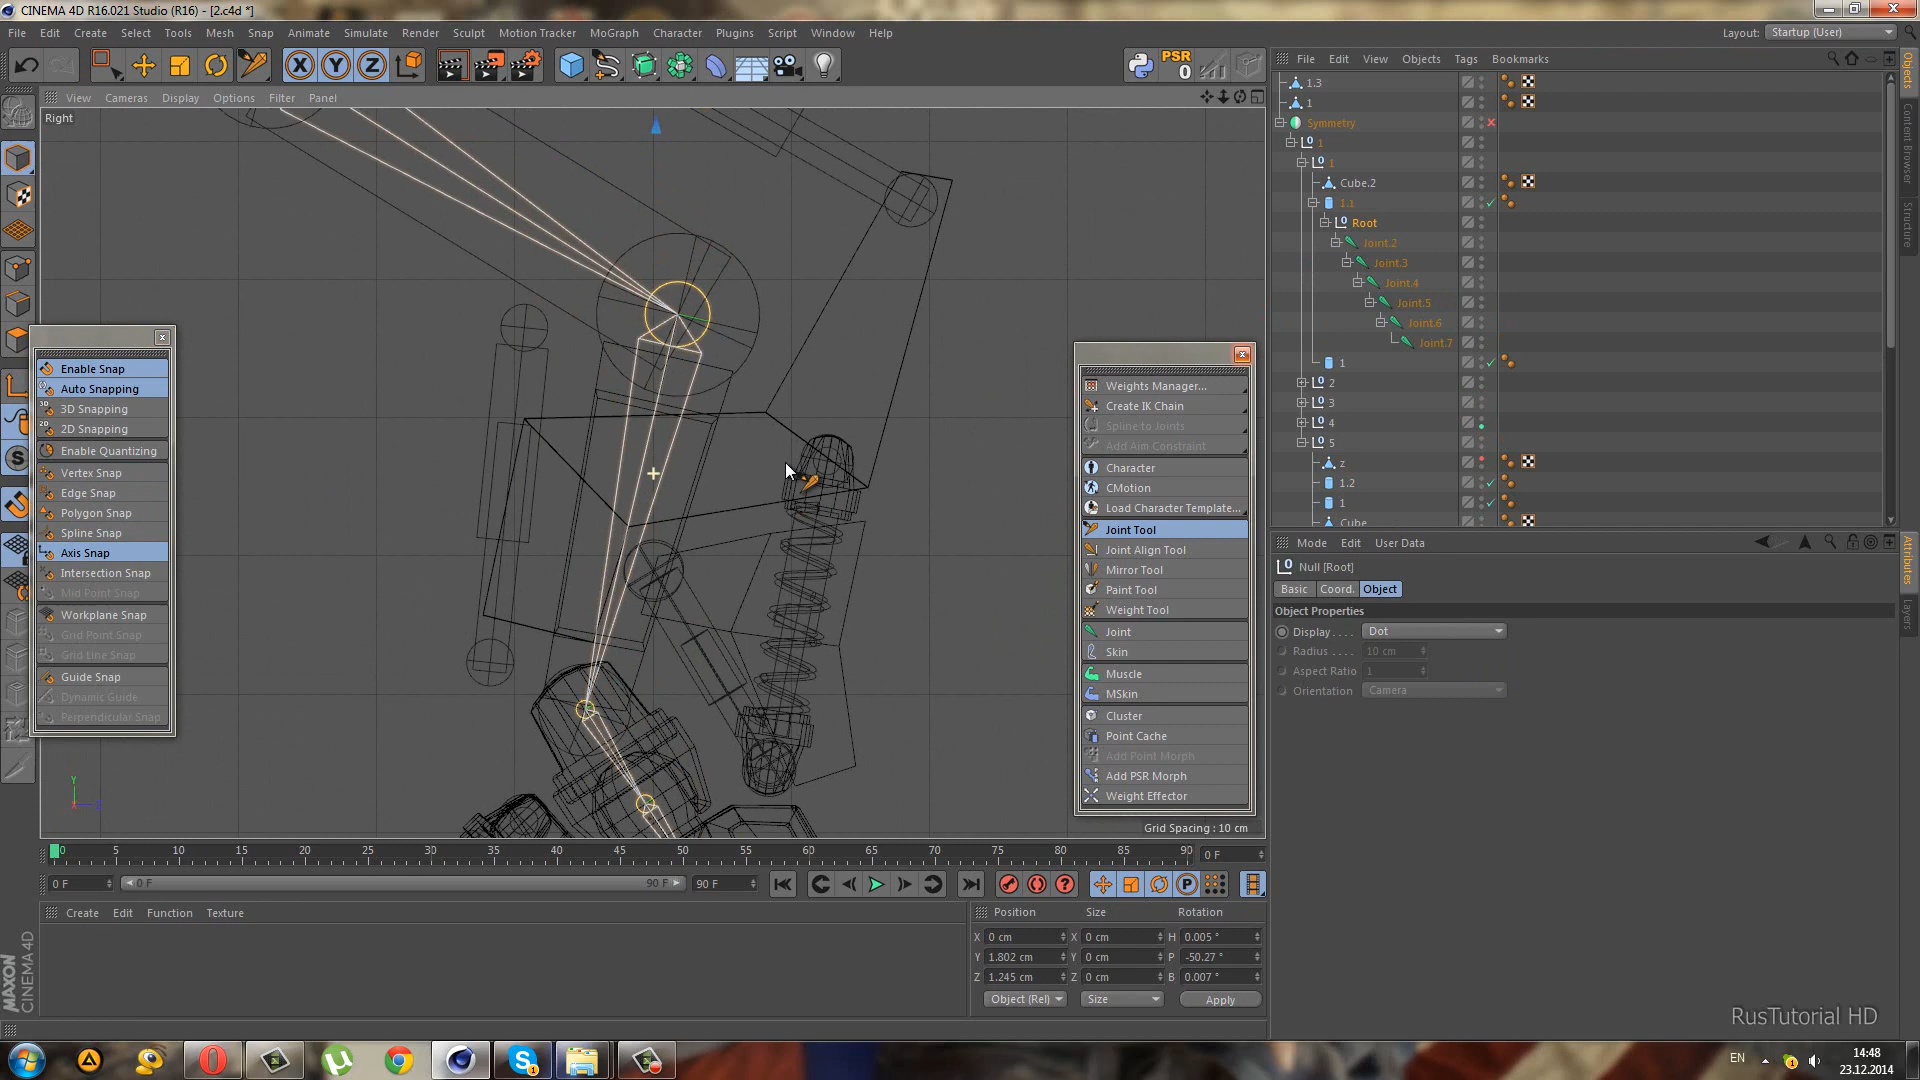 CINEMA 4D R16.021 Studio (R16) - [2.c4d *]
File Edit Create Select Tools Mesh Snap Animate Simulate Render Sculpt Motion Tracker MoGraph Character Plugins Script Window Help
Layout: Startup (User)
X Y Z
PSR
0
View Cameras Display Options Filter Panel
Right
Enable Snap
Auto Snapping
3D Snapping
2D Snapping
Enable Quantizing
Vertex Snap
Edge Snap
Polygon Snap
Spline Snap
Axis Snap
Intersection Snap
Mid Point Snap
Workplane Snap
Grid Point Snap
Grid Line Snap
Guide Snap
Dynamic Guide
Perpendicular Snap
Weights Manager...
Create IK Chain
Spline to Joints
Add Aim Constraint
Character
CMotion
Load Character Template...
Joint Tool
Joint Align Tool
Mirror Tool
Paint Tool
Weight Tool
Joint
Skin
Muscle
MSkin
Cluster
Point Cache
Add Point Morph
Add PSR Morph
Weight Effector
Y
Z
Grid Spacing : 10 cm
File Edit View Objects Tags Bookmarks
1.3
1
Symmetry
1
1
Cube.2
1.1
Root
Joint.2
Joint.3
Joint.4
Joint.5
Joint.6
Joint.7
1
2
3
4
5
z
1.2
1
Cube
Objects
Content Browser
Structure
Mode Edit User Data
Null [Root]
Basic Coord. Object
Object Properties
Display . . . . Dot
Radius . . . . 10 cm
Aspect Ratio 1
Orientation Camera
Attributes
Layers
0 5 10 15 20 25 30 35 40 45 50 55 60 65 70 75 80 85 90
0 F
0 F 0 F 90 F 90 F
Create Edit Function Texture
Position Size Rotation
X 0 cm X 0 cm H 0.005 °
Y 1.802 cm Y 0 cm P -50.27 °
Z 1.245 cm Z 0 cm B 0.007 °
Object (Rel) Size Apply
MAXON
CINEMA 4D
RusTutorial HD
EN
14:48
23.12.2014